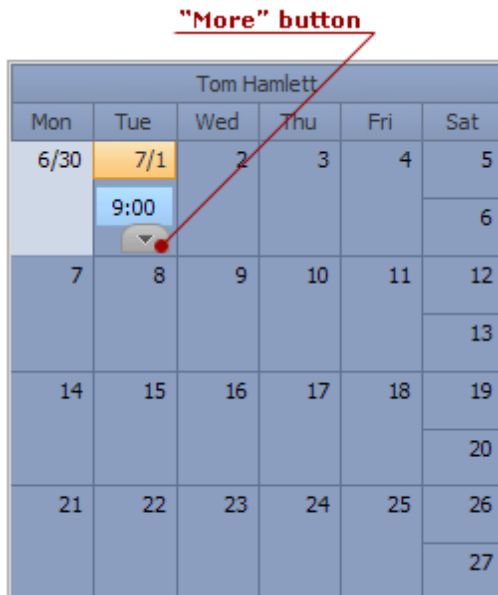 "More" button
Tom Hamlett
Mon Tue Wed Thu Fri Sat
6/30 7/1 2 3 4 5
9:00
6
7 8 9 10 11 12
13
14 15 16 17 18 19
20
21 22 23 24 25 26
27